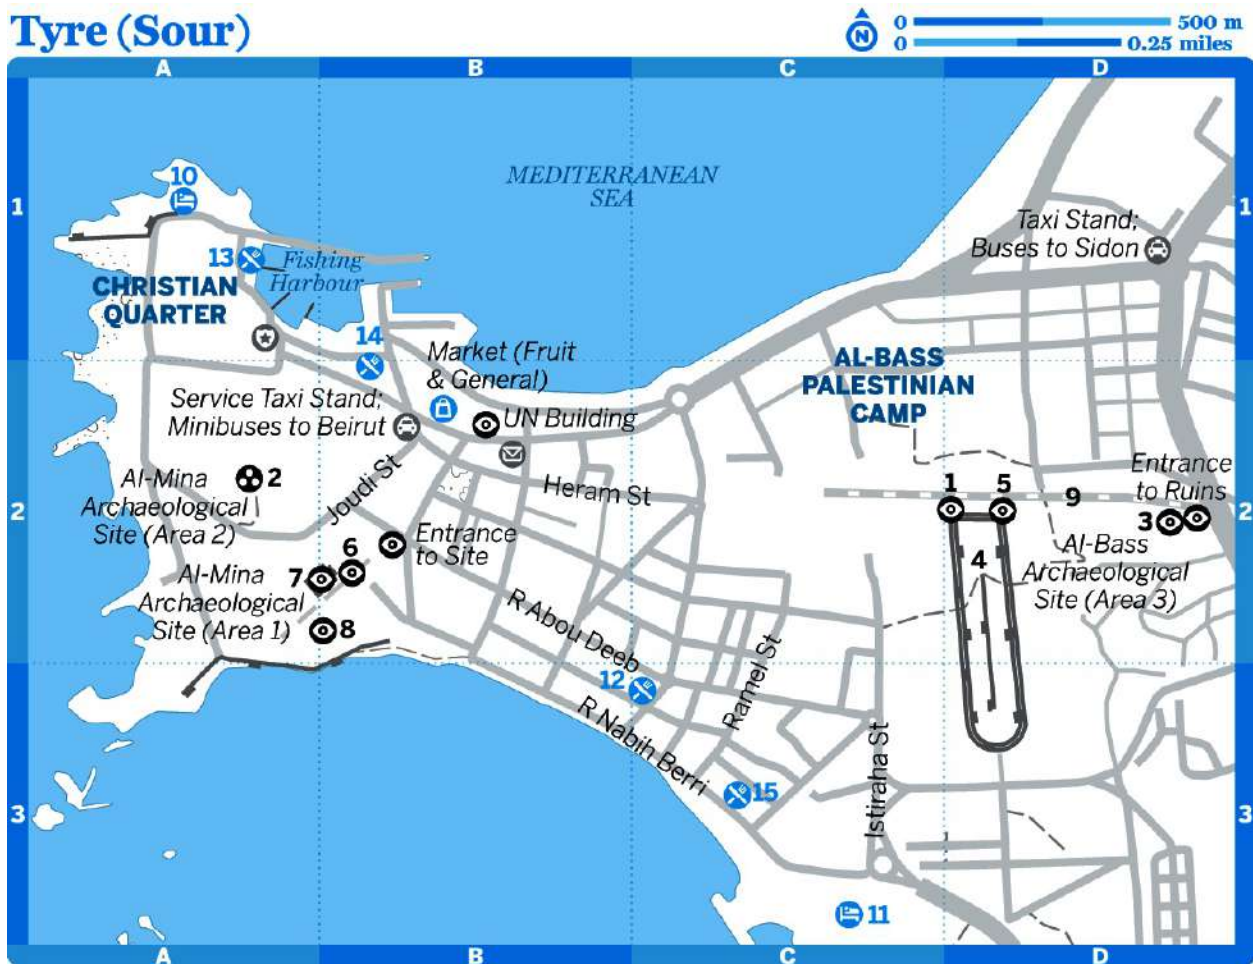 Tyre (Sour)
N
0 500 m
0 0.25 miles
A B C D
1 1
MEDITERRANEAN
SEA
10
Taxi Stand;
Buses to Sidon
13
Fishing
Harbour
CHRISTIAN
QUARTER
14
Market (Fruit
& General)
AL-BASS
PALESTINIAN
CAMP
Service Taxi Stand;
Minibuses to Beirut
UN Building
Al-Mina
Archaeological
Site (Area 2)
2
Joudi St
Heram St
1 5
9
Entrance
to Ruins
3
2 2
Entrance
to Site
6
7
Al-Mina
Archaeological
Site (Area 1)
8
4
Al-Bass
Archaeological
Site (Area 3)
R Abou Deeb
12
Ramel St
R Nabih Berri
15
Istiraha St
3 3
11
A B C D